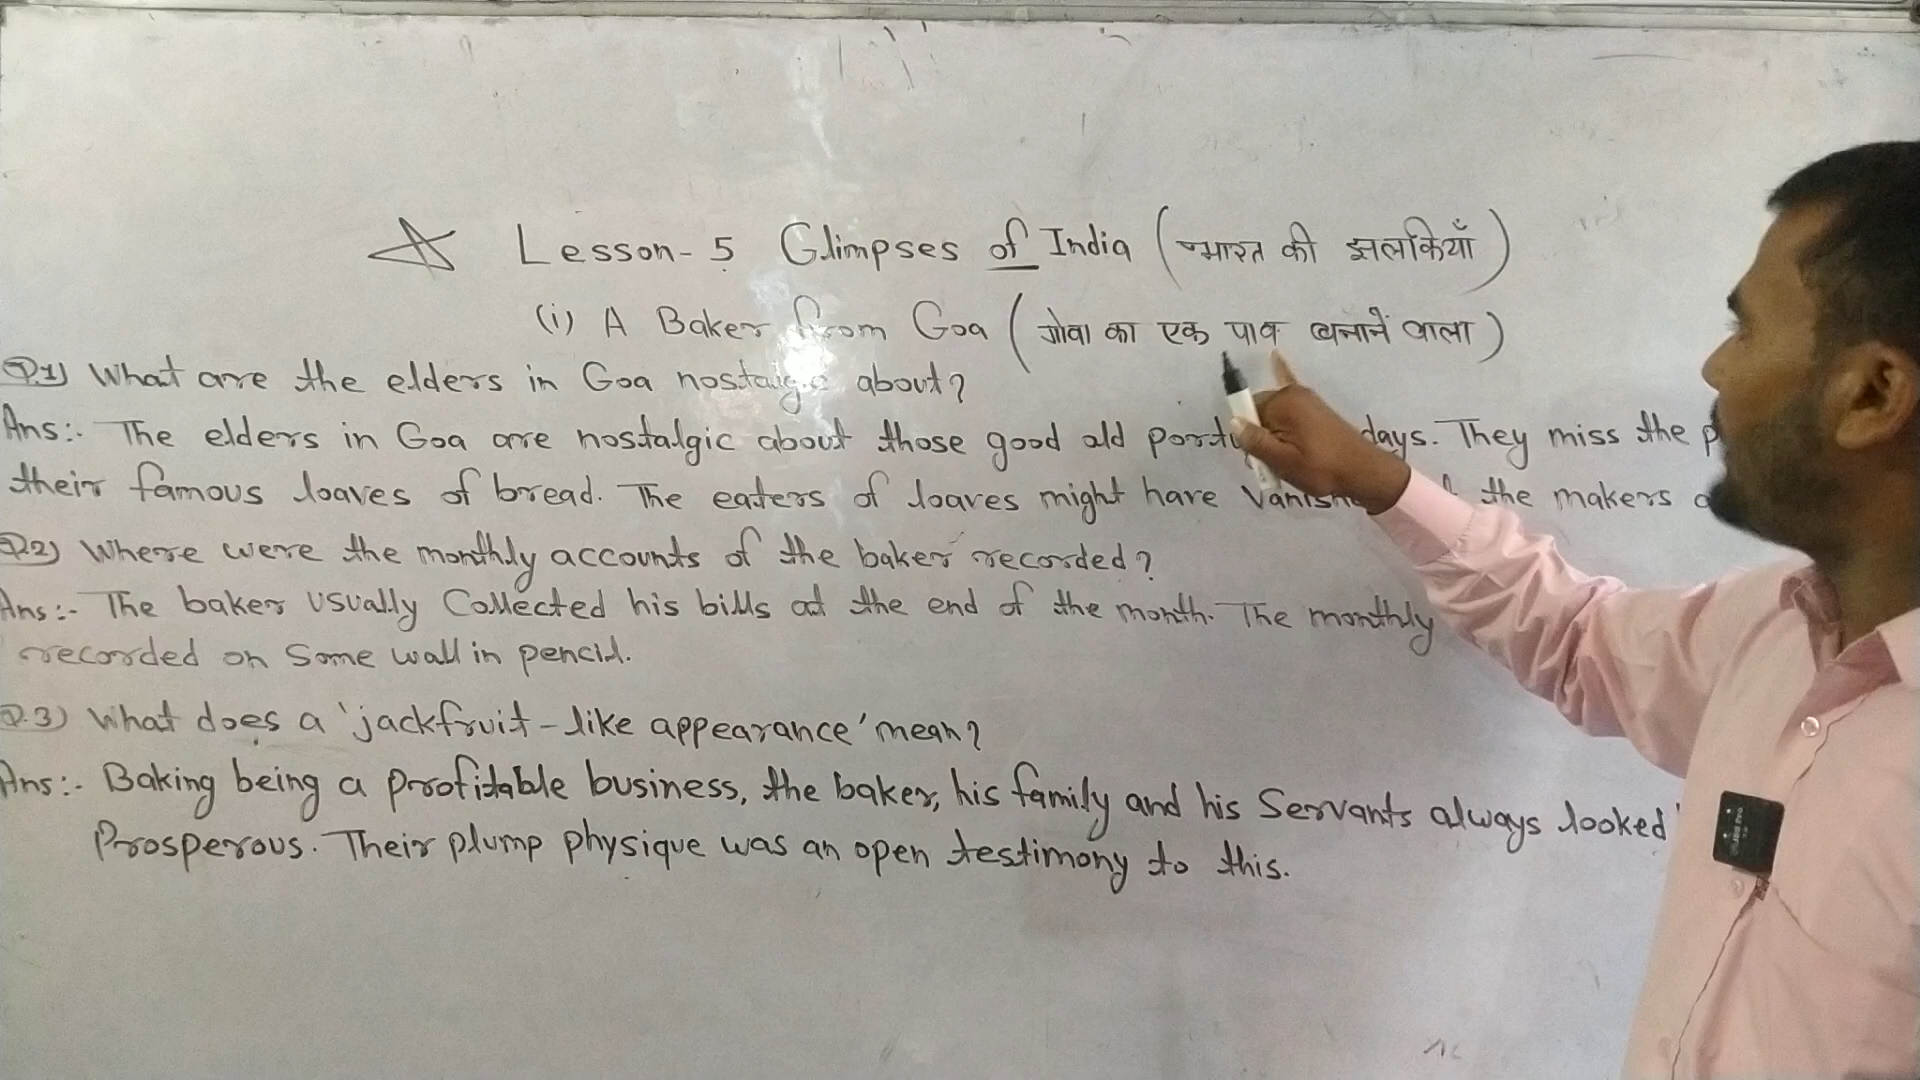 Lesson-5 Glimpses of India (भारत की झलकियाँ)
(i) A Baker from Goa (गोवा का एक पाव बनाने वाला)
Q.1) What are the elders in Goa nostalgic about?
Ans:- The elders in Goa are nostalgic about those good old days. They miss the
their famous loaves of bread. The eaters of loaves might have the makers
Q.2) Where were the monthly accounts of the baker recorded?
Ans:- The baker usually Collected his bills at the end of the month. The monthly
recorded on Some wall in pencil.
Q.3) What does a 'jackfruit-like appearance' mean?
Ans:- Baking being a profitable business, the baker, his family and his Servants always looked
Prosperous. Their plump physique was an open testimony to this.